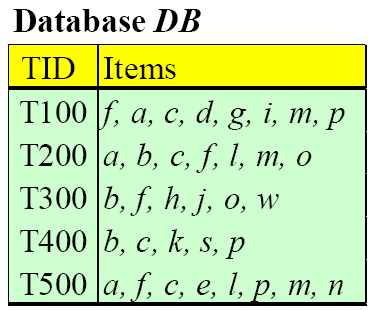 Database DB
TID Items
T100 f, a, c, d, g, i, m, p
T200 a, b, c, f, l, m, o
T300 b, f, h, j, o, w
T400 b, c, k, s, p
T500 a, f, c, e, l, p, m, n